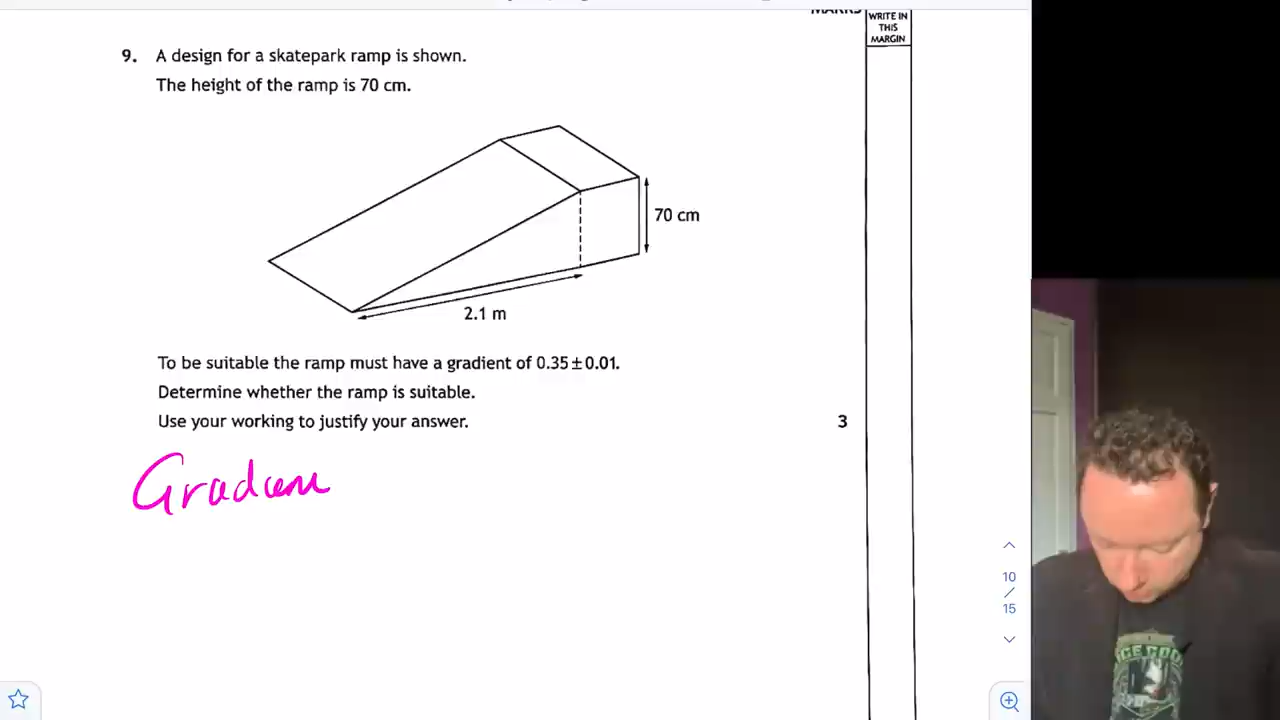 MARKS
WRITE IN
THIS
MARGIN
9. A design for a skatepark ramp is shown.
The height of the ramp is 70 cm.
70 cm
2.1 m
To be suitable the ramp must have a gradient of 0.35±0.01.
Determine whether the ramp is suitable.
Use your working to justify your answer.
3
10
/
15